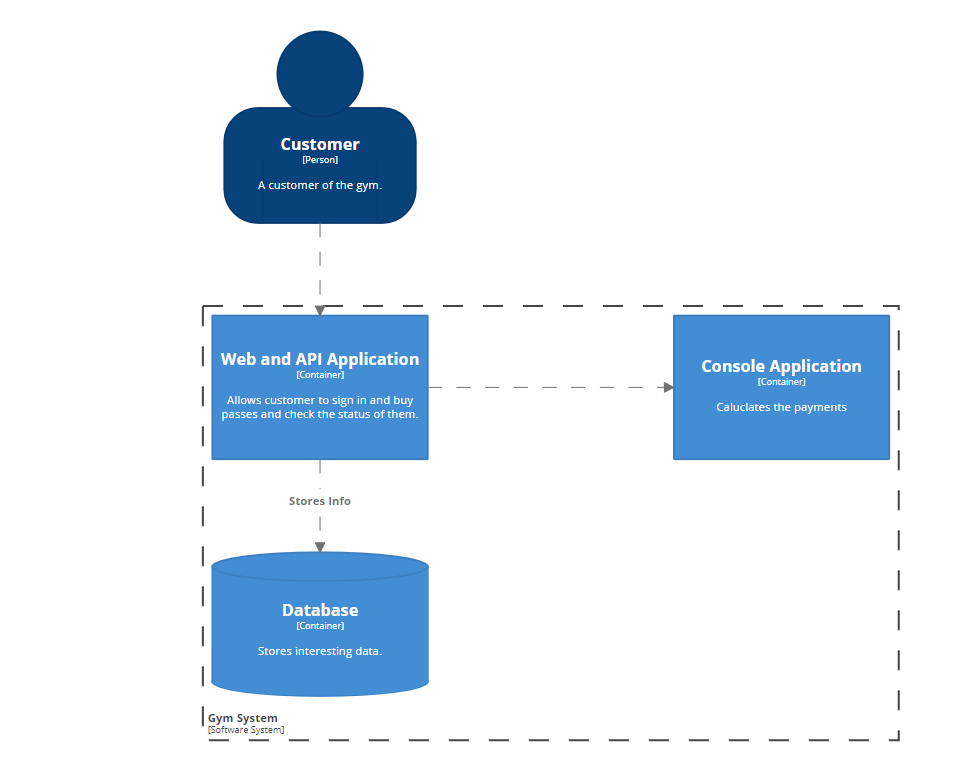 Customer
[Person]
A customer of the gym.
Web and API Application
[Container]
Allows customer to sign in and buy
passes and check the status of them.
Console Application
[Container]
Caluclates the payments
Stores Info
Database
[Container]
Stores interesting data.
Gym System
[Software System]